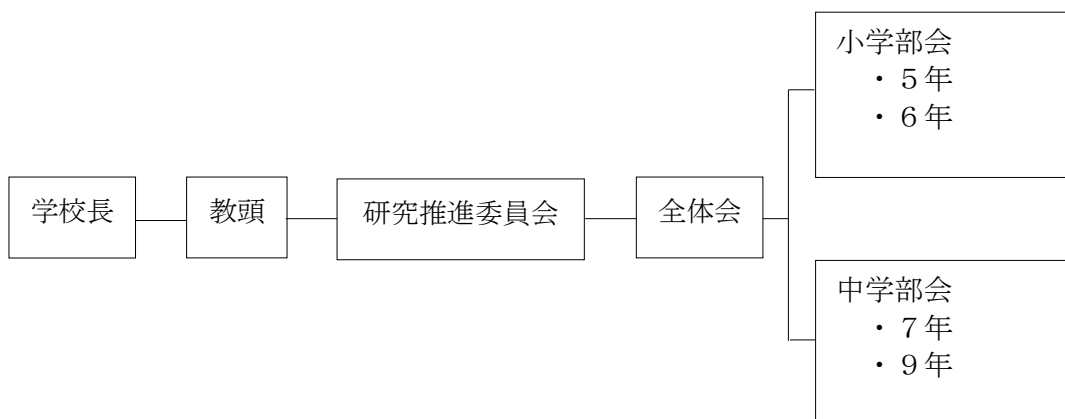 小学部会
・５年
・６年
学校長
教頭
研究推進委員会
全体会
中学部会
・７年
・９年